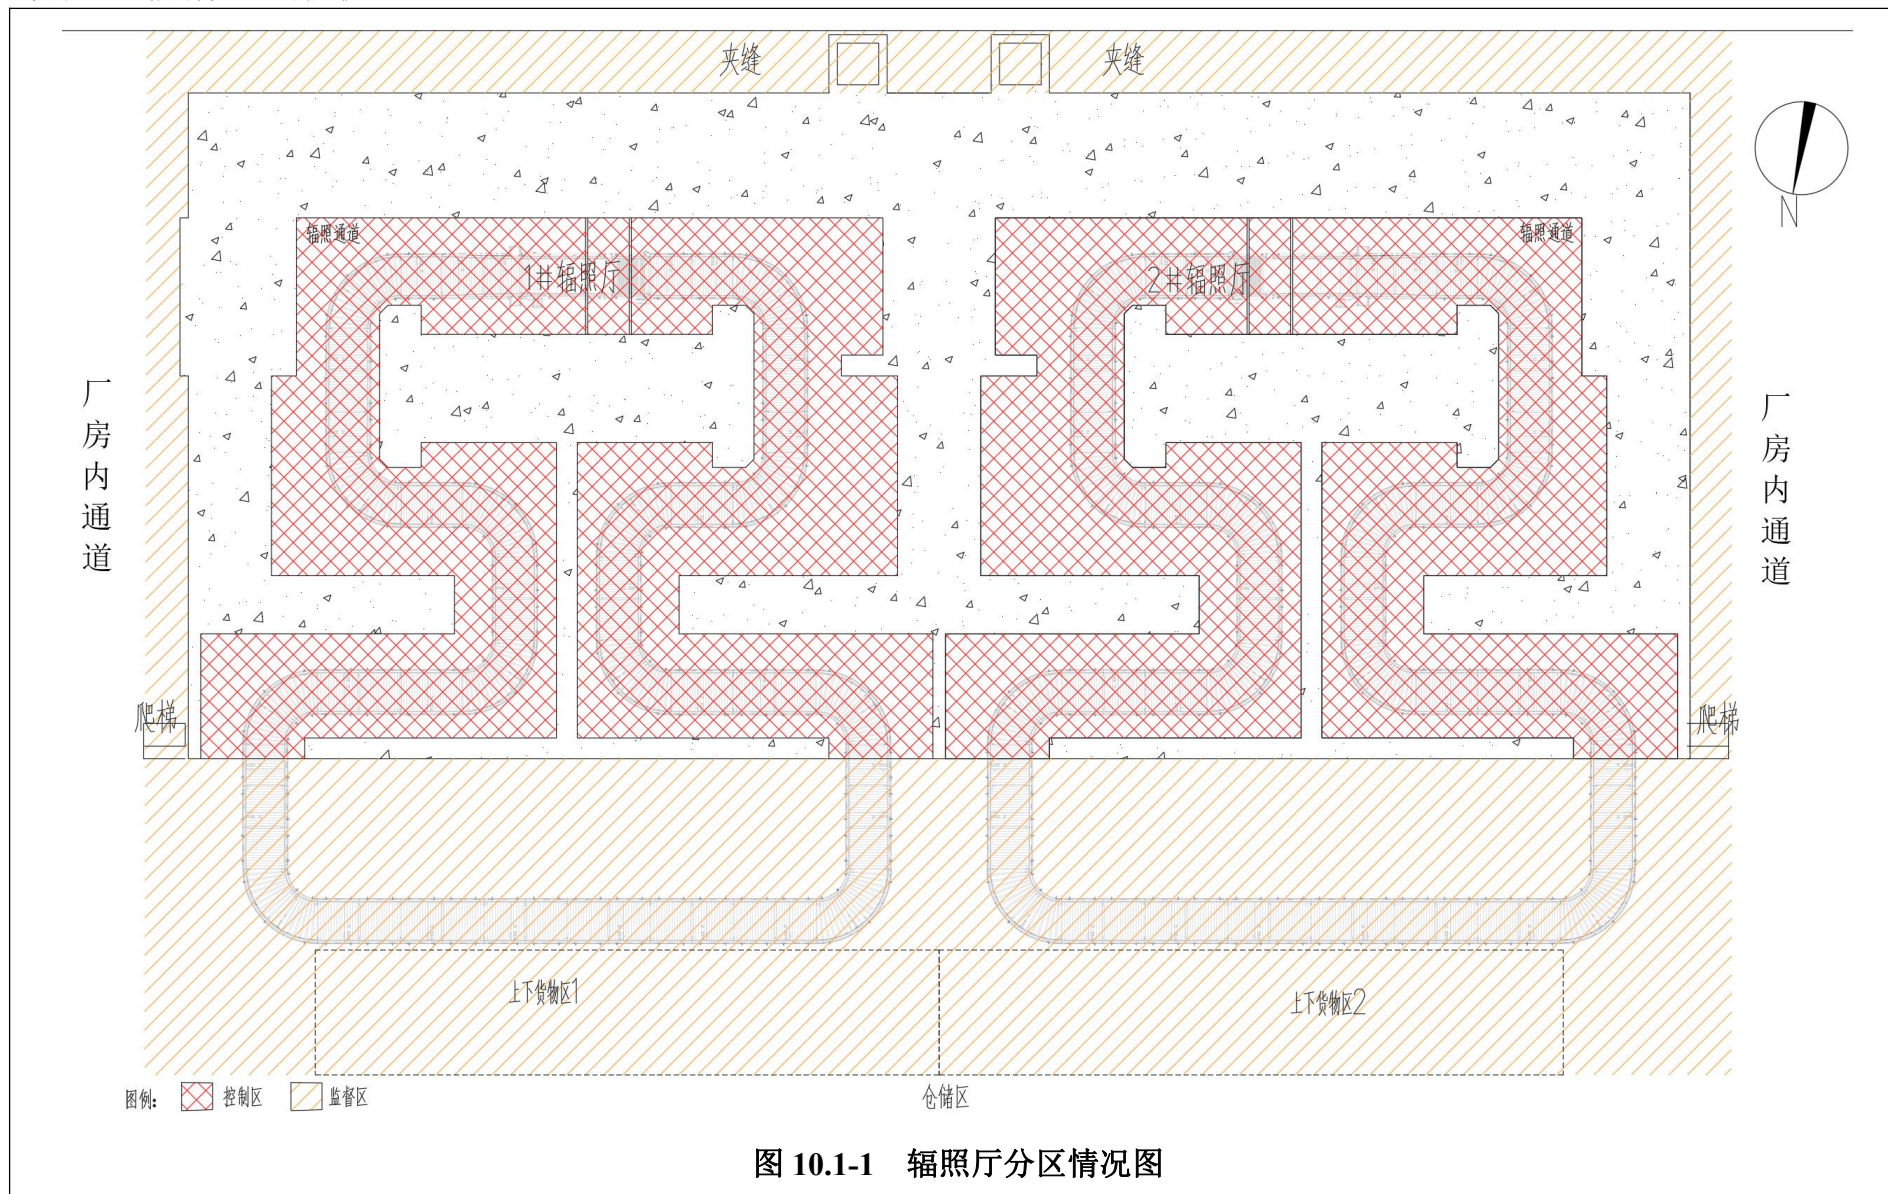 夹缝
夹缝
N
辐照通道
辐照通道
1#辐照厅
2#辐照厅
厂房内通道
厂房内通道
爬梯
爬梯
上下货物区1
上下货物区2
图例：
控制区
监督区
仓储区
图 10.1-1 辐照厅分区情况图